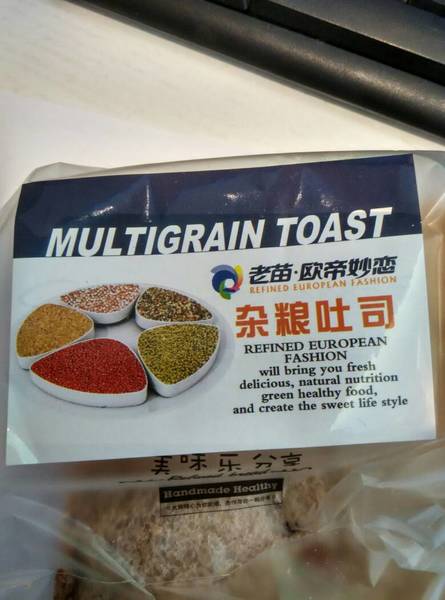 MULTIGRAIN TOAST
老苗·欧帝妙恋
REFINED EUROPEAN FASHION
杂粮吐司
REFINED EUROPEAN
FASHION
will bring you fresh
delicious, natural nutrition
green healthy food,
and create the sweet life style
美味乐分享
Handmade Healthy